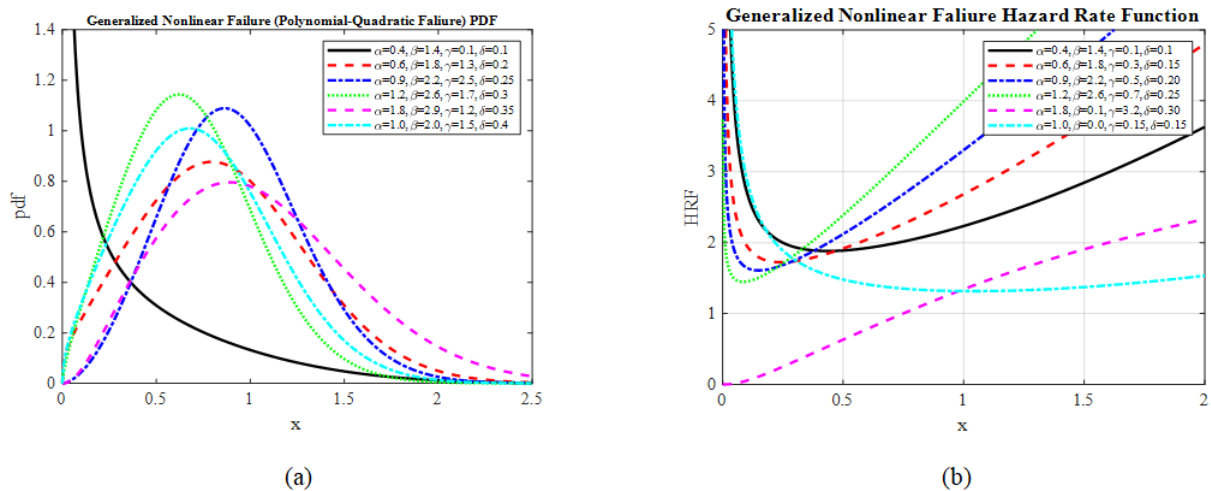 Generalized Nonlinear Failure (Polynomial-Quadratic Faliure) PDF
1.4
1.2
1
0.8
0.6
0.4
0.2
0
pdf
α=0.4, β=1.4, γ=0.1, δ=0.1
α=0.6, β=1.8, γ=1.3, δ=0.2
α=0.9, β=2.2, γ=2.5, δ=0.25
α=1.2, β=2.6, γ=1.7, δ=0.3
α=1.8, β=2.9, γ=1.2, δ=0.35
α=1.0, β=2.0, γ=1.5, δ=0.4
0 0.5 1 1.5 2 2.5
x
(a)
Generalized Nonlinear Faliure Hazard Rate Function
5
4
3
2
1
0
HRF
α=0.4, β=1.4, γ=0.1, δ=0.1
α=0.6, β=1.8, γ=0.3, δ=0.15
α=0.9, β=2.2, γ=0.5, δ=0.20
α=1.2, β=2.6, γ=0.7, δ=0.25
α=1.8, β=0.1, γ=3.2, δ=0.30
α=1.0, β=0.0, γ=0.15, δ=0.15
0 0.5 1 1.5 2
x
(b)